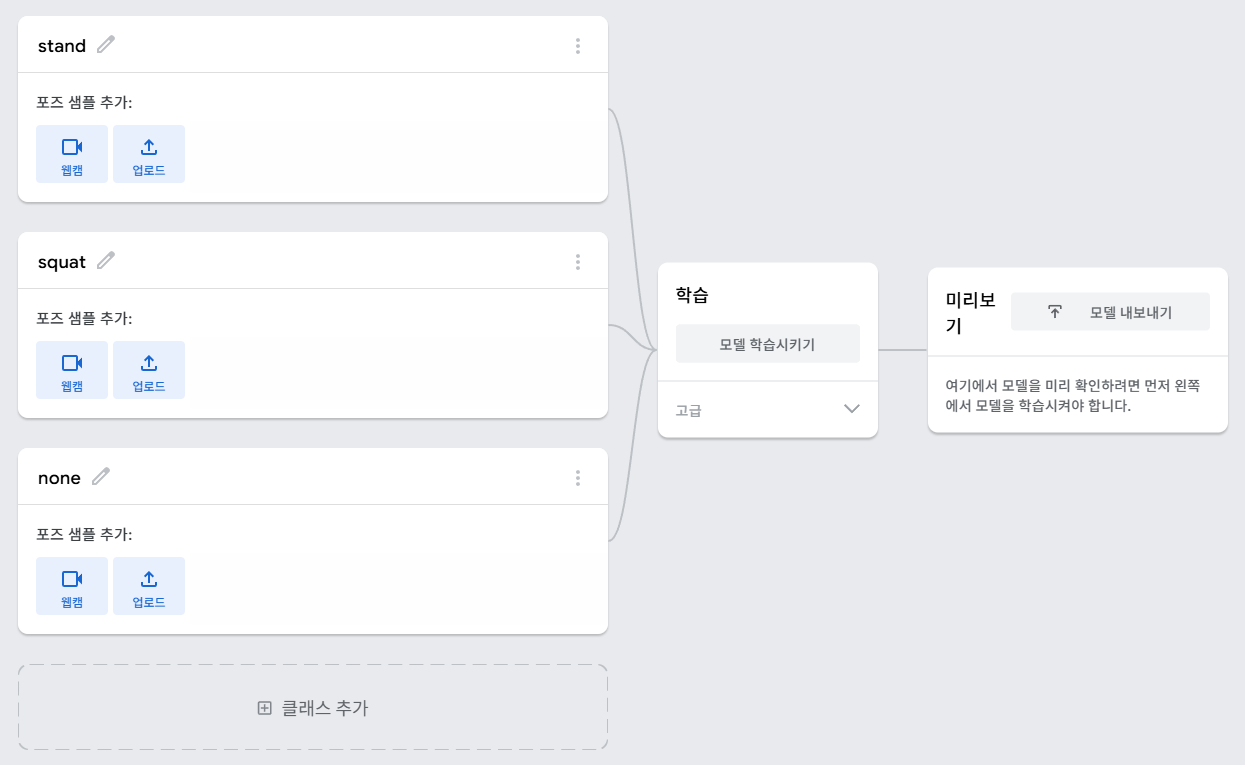 stand
포즈 샘플 추가:
웹캠
업로드
squat
포즈 샘플 추가:
웹캠
업로드
none
포즈 샘플 추가:
웹캠
업로드
클래스 추가
학습
모델 학습시키기
고급
미리보
기
모델 내보내기
여기에서 모델을 미리 확인하려면 먼저 왼쪽
에서 모델을 학습시켜야 합니다.